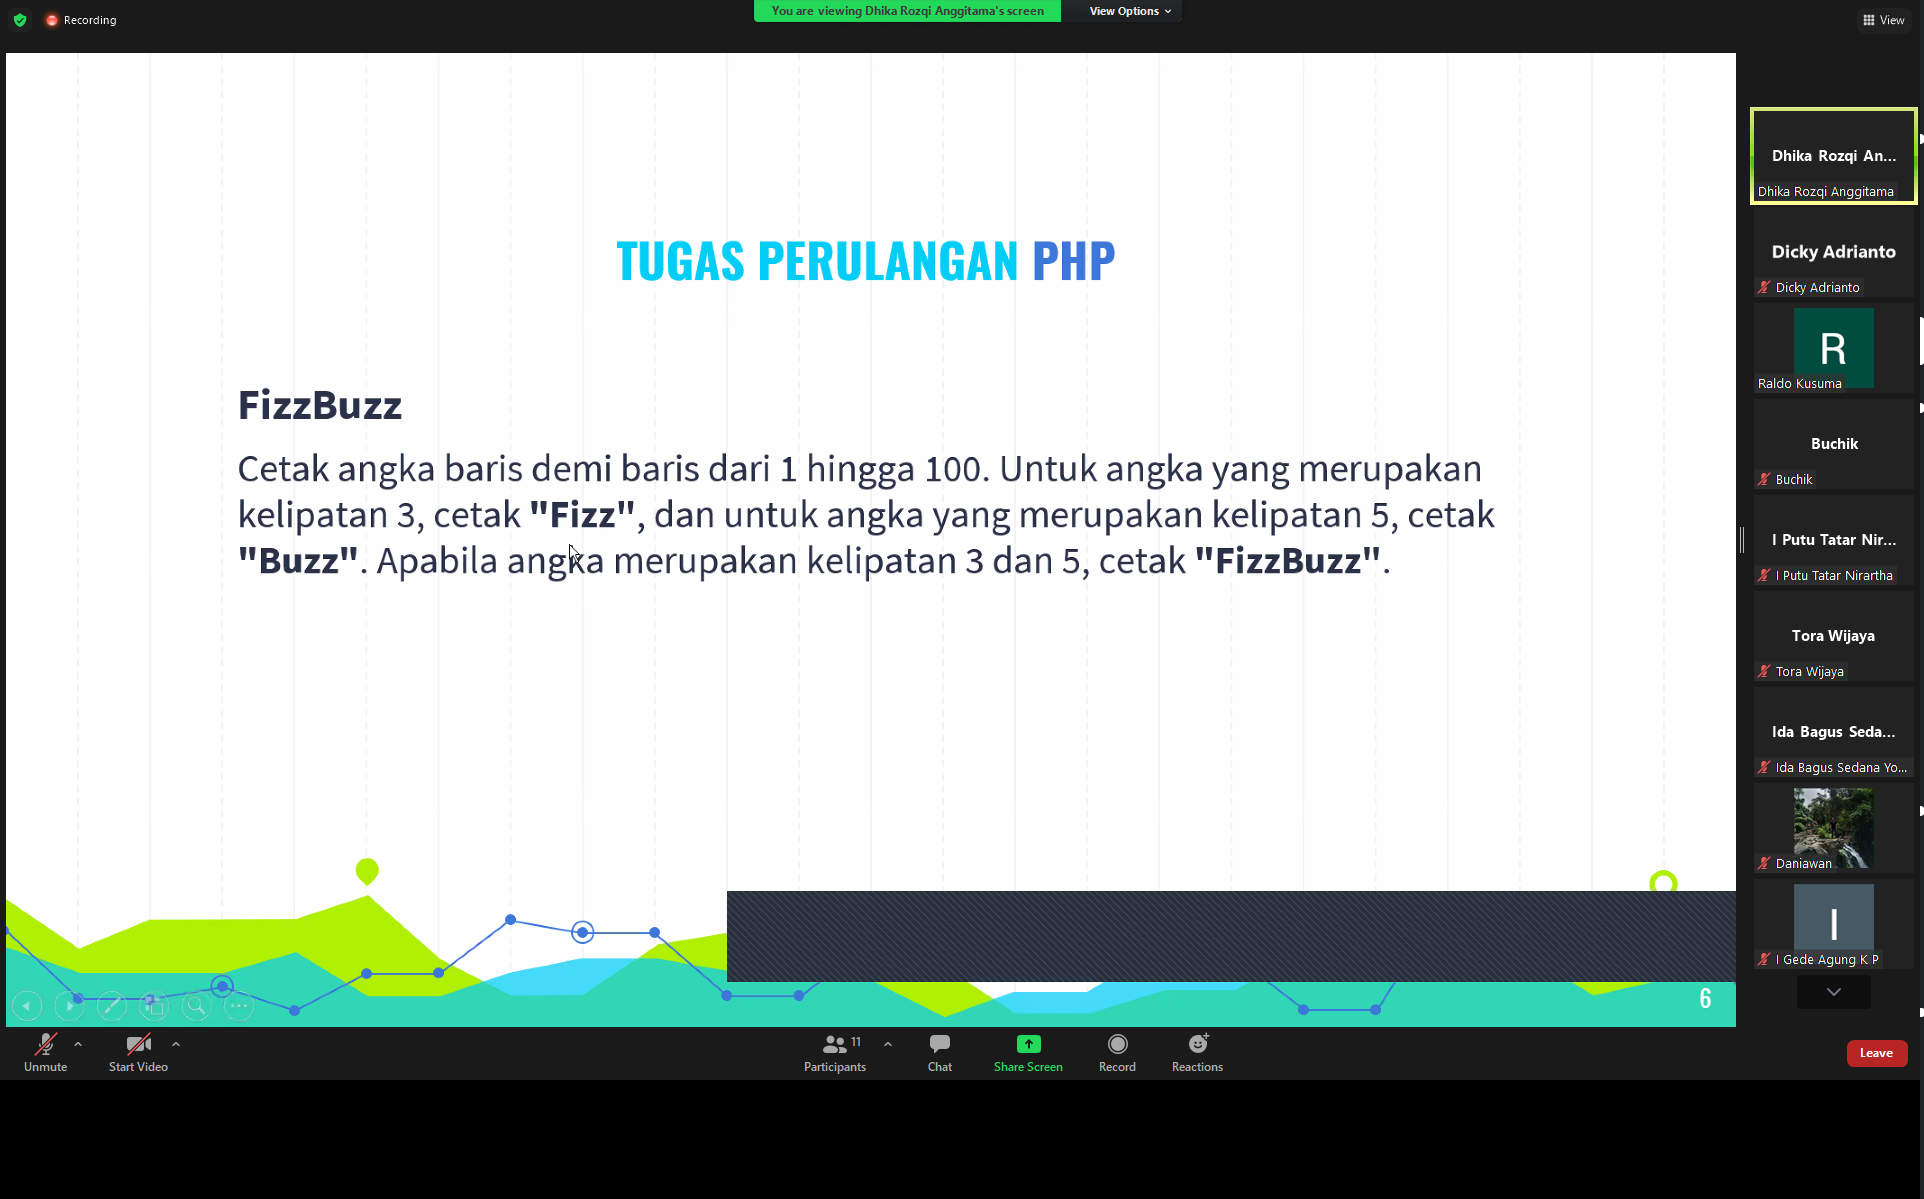 Recording
You are viewing Dhika Rozqi Anggitama's screen
View Options
View
TUGAS PERULANGAN PHP
FizzBuzz
Cetak angka baris demi baris dari 1 hingga 100. Untuk angka yang merupakan
kelipatan 3, cetak "Fizz", dan untuk angka yang merupakan kelipatan 5, cetak
"Buzz". Apabila angka merupakan kelipatan 3 dan 5, cetak "FizzBuzz".
6
Dhika Rozqi An...
Dhika Rozqi Anggitama
Dicky Adrianto
Dicky Adrianto
R
Raldo Kusuma
Buchik
Buchik
I Putu Tatar Nir...
I Putu Tatar Nirartha
Tora Wijaya
Tora Wijaya
Ida Bagus Seda...
Ida Bagus Sedana Yo...
Daniawan
I
I Gede Agung K P
Unmute
Start Video
Participants 11
Chat
Share Screen
Record
Reactions
Leave